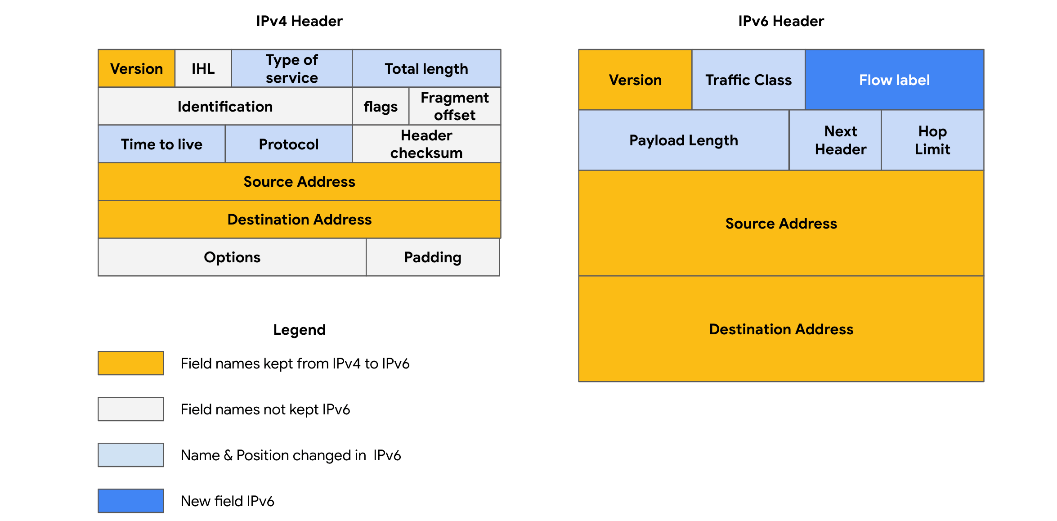 IPv4 Header
IPv6 Header
Version
IHL
Type of
service
Total length
Identification
flags
Fragment
offset
Time to live
Protocol
Header
checksum
Source Address
Destination Address
Options
Padding
Version
Traffic Class
Flow label
Payload Length
Next
Header
Hop
Limit
Source Address
Destination Address
Legend
Field names kept from IPv4 to IPv6
Field names not kept IPv6
Name & Position changed in IPv6
New field IPv6